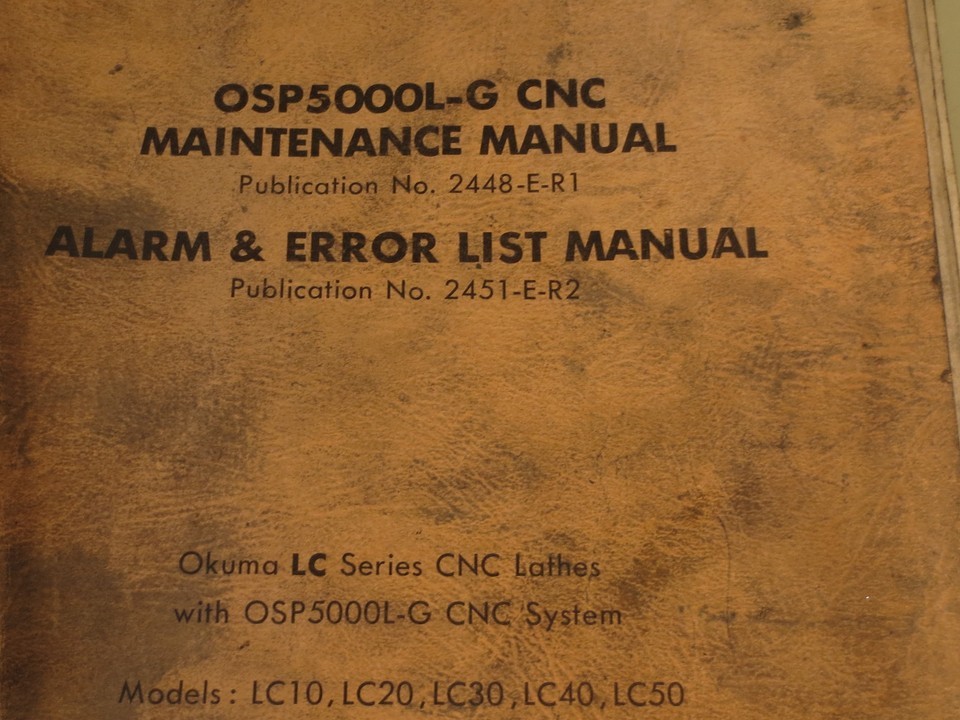 OSP5000L-G CNC
MAINTENANCE MANUAL
Publication No. 2448-E-R1
ALARM & ERROR LIST MANUAL
Publication No. 2451-E-R2
Okuma LC Series CNC Lathes
with OSP5000L-G CNC System
Models: LC10, LC20, LC30, LC40, LC50